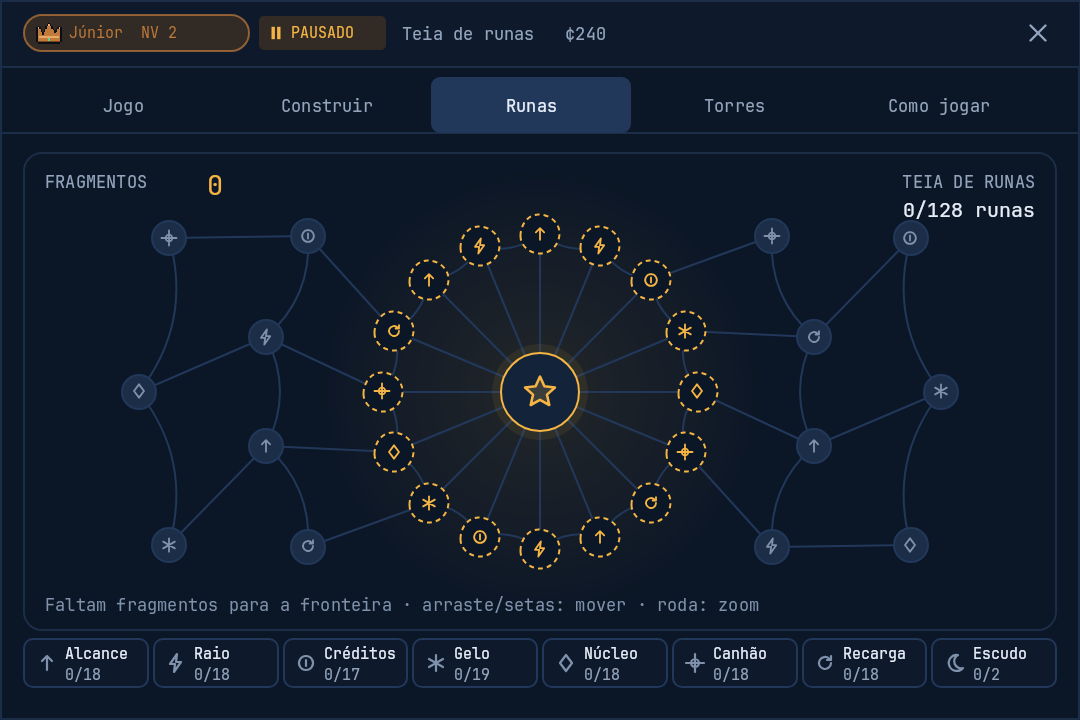 Júnior NV 2 PAUSADO Teia de runas ₵240
Jogo Construir Runas Torres Como jogar
FRAGMENTOS 0 TEIA DE RUNAS
0/128 runas
Faltam fragmentos para a fronteira · arraste/setas: mover · roda: zoom
Alcance Raio Créditos Gelo Núcleo Canhão Recarga Escudo
0/18 0/18 0/17 0/19 0/18 0/18 0/18 0/2